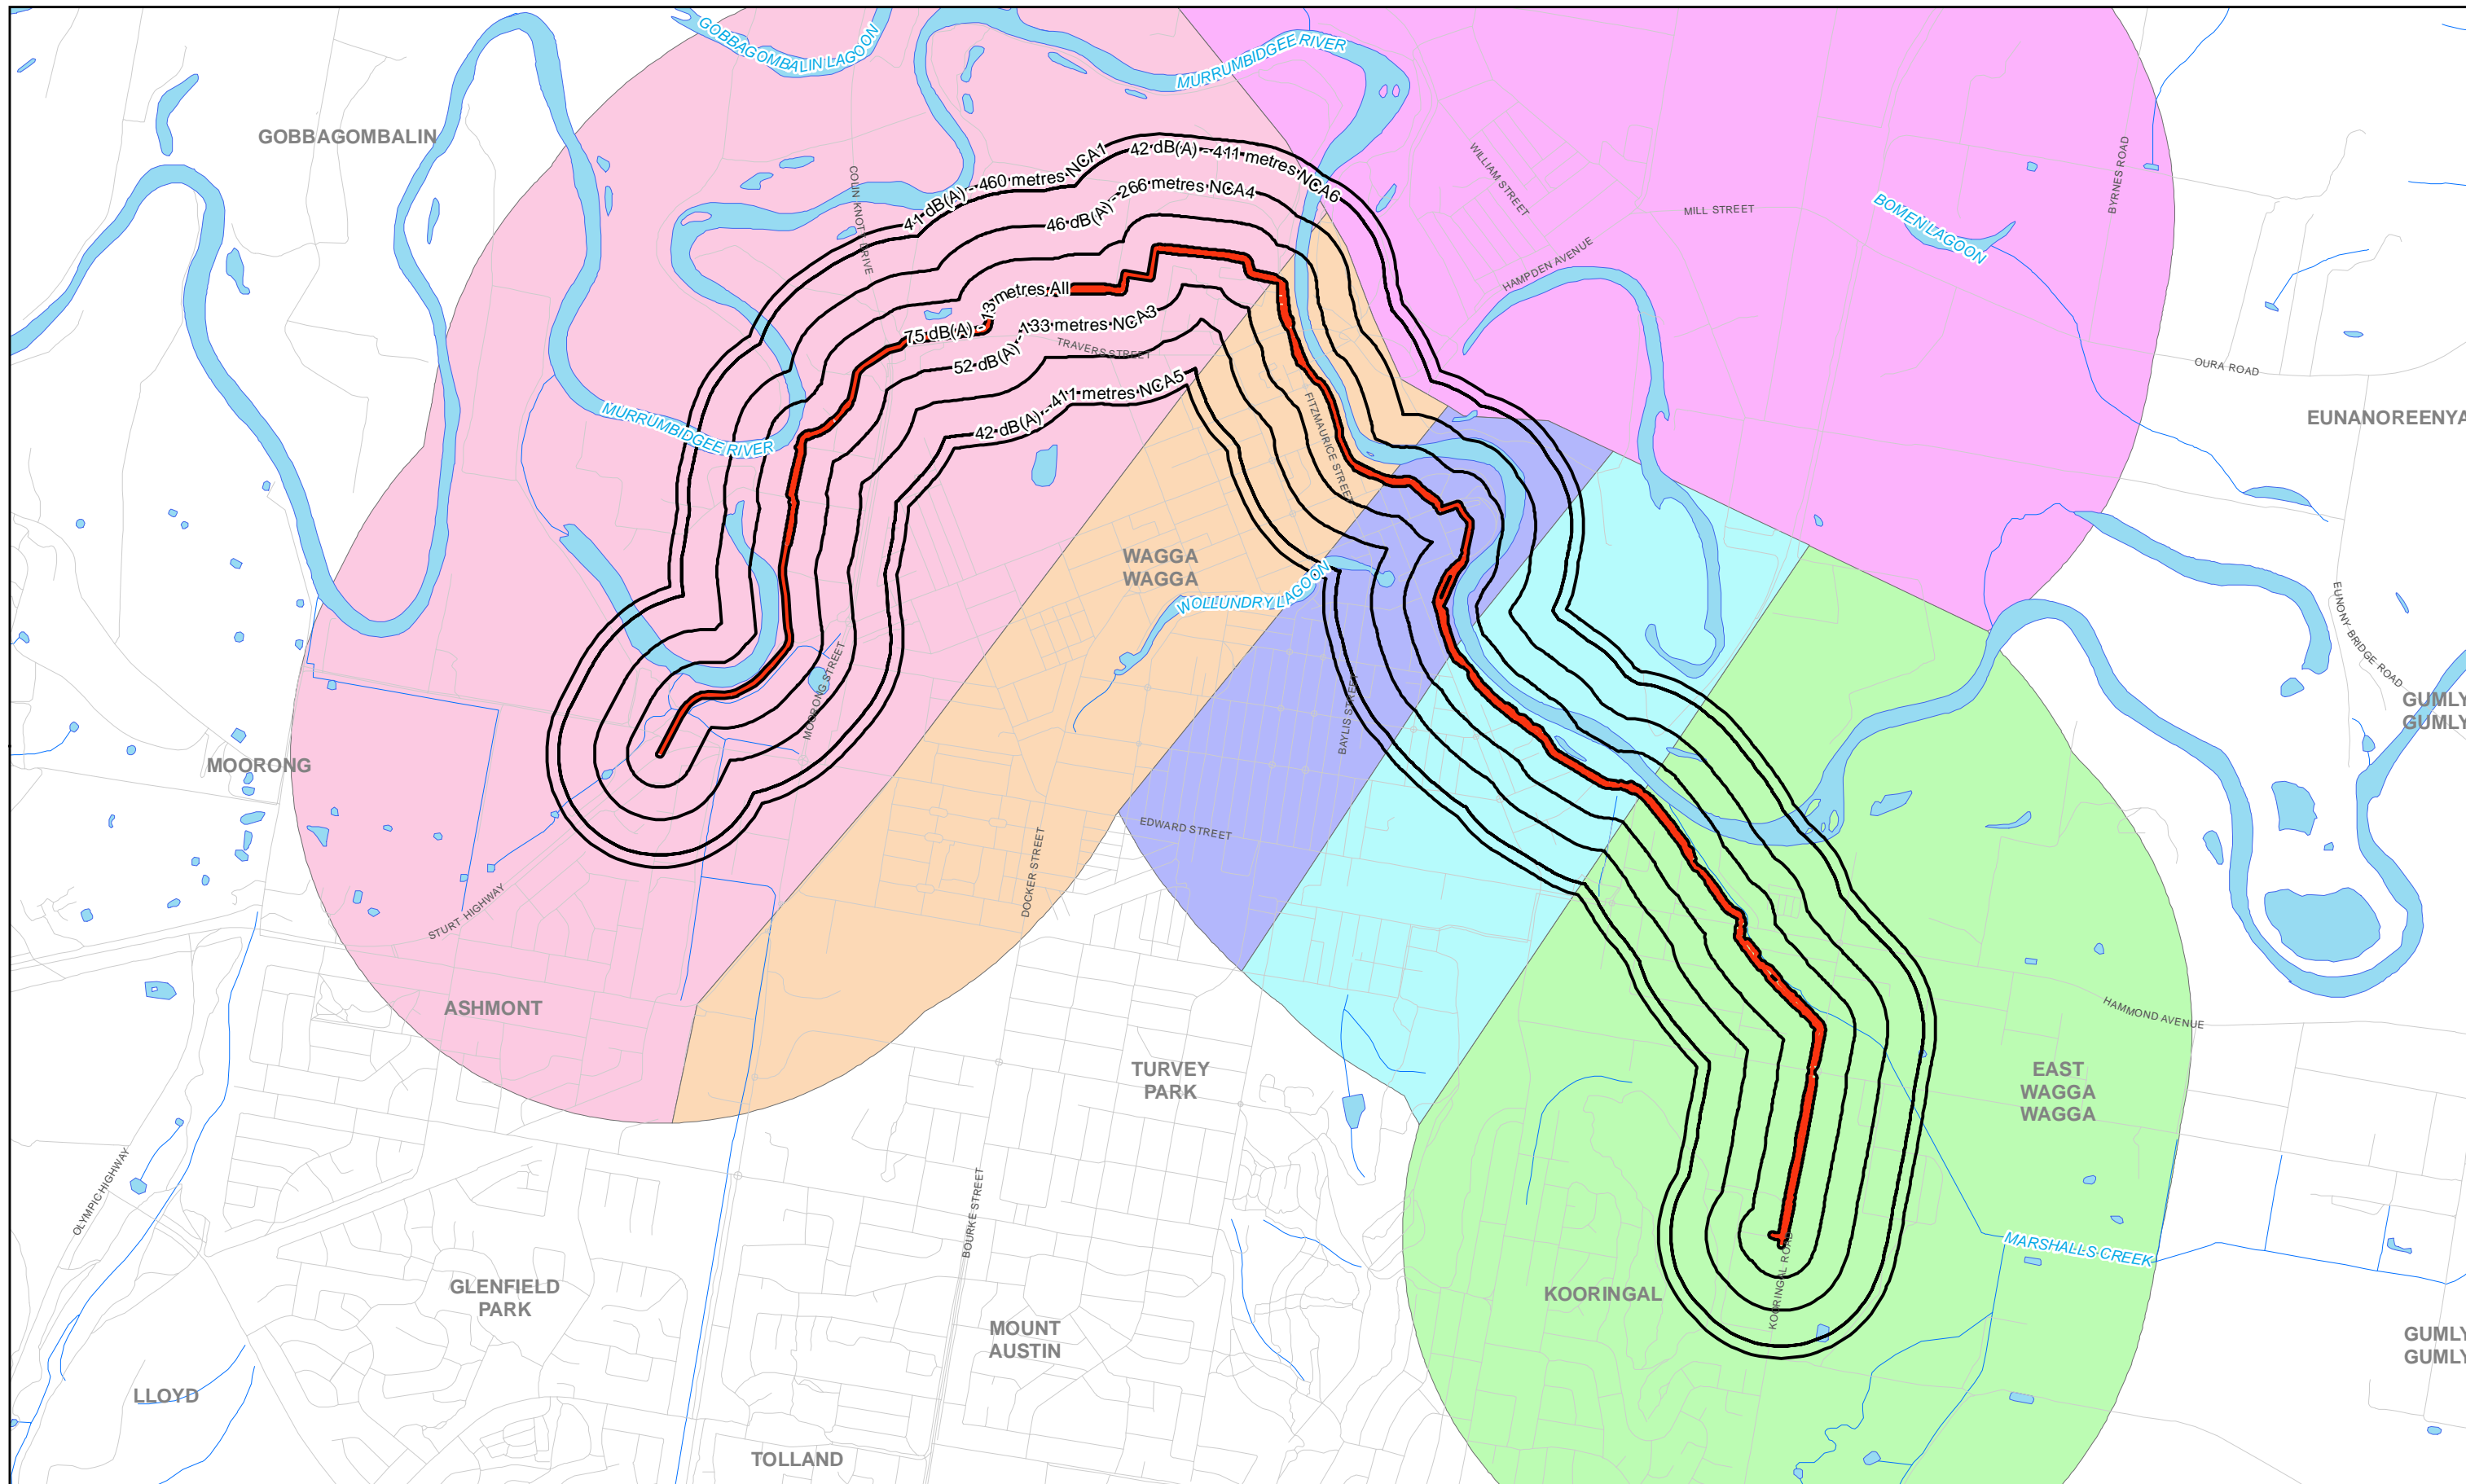 GOBBAGOMBALIN LAGOON
MURRUMBIDGEE RIVER
GOBBAGOMBALIN
COLIN KNOTT DRIVE
41 dB(A) - 460 metres NCA1
42 dB(A) - 411 metres NCA6
46 dB(A) - 266 metres NCA4
WILLIAM STREET
MILL STREET
BYRNES ROAD
BOMEN LAGOON
HAMPDEN AVENUE
75 dB(A) - 13 metres All
52 dB(A) - 133 metres NCA3
TRAVERS STREET
42 dB(A) - 411 metres NCA5
OURA ROAD
EUNANOREENYA
MURRUMBIDGEE RIVER
FITZMAURICE STREET
WAGGA
WAGGA
WOLLUNDRY LAGOON
EUNONY BRIDGE ROAD
GUMLY
GUMLY
MOORONG STREET
BAYLIS STREET
MOORONG
EDWARD STREET
DOCKER STREET
STURT HIGHWAY
ASHMONT
HAMMOND AVENUE
TURVEY
PARK
EAST
WAGGA
WAGGA
OLYMPIC HIGHWAY
BOURKE STREET
MARSHALLS CREEK
KOORINGAL ROAD
KOORINGAL
GLENFIELD
PARK
MOUNT
AUSTIN
GUMLY
GUMLY
LLOYD
TOLLAND